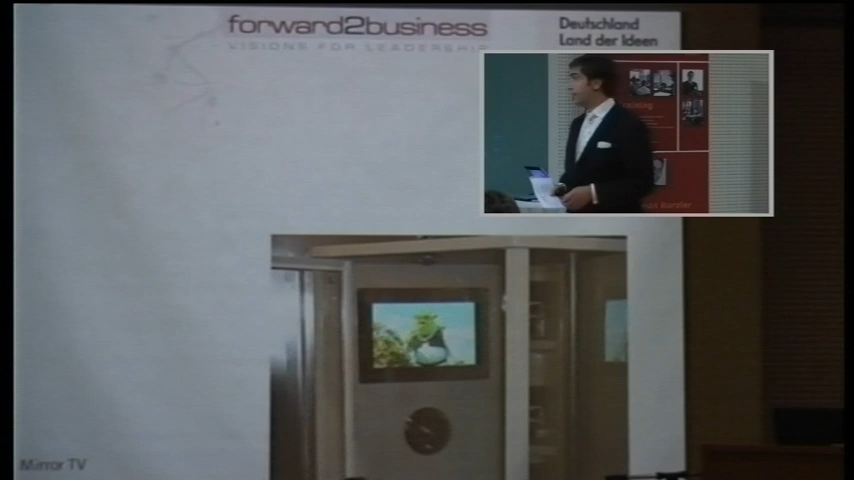 forward2business
VISIONS FOR LEADERSHIP
Deutschland
Land der Ideen
Mirror TV